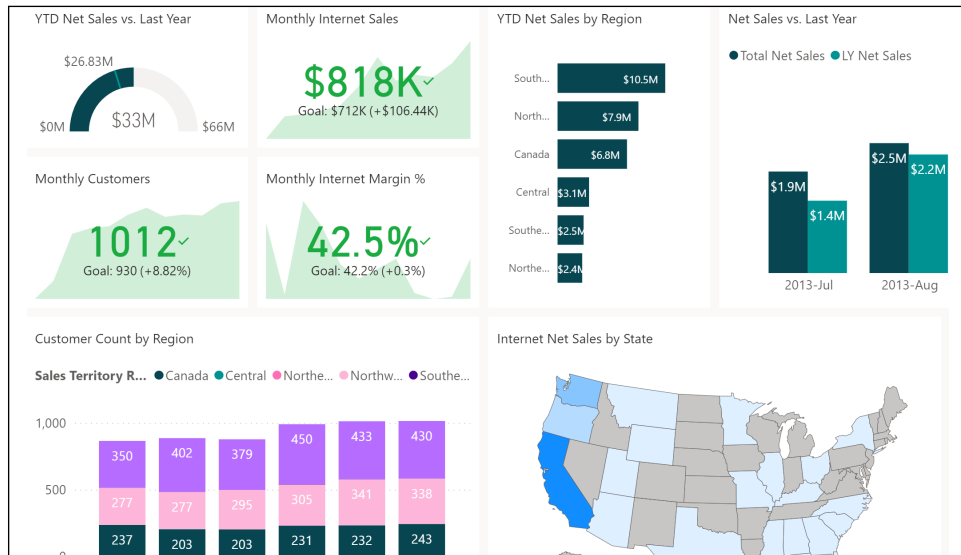 YTD Net Sales vs. Last Year
$26.83M
$0M
$33M
$66M
Monthly Internet Sales
$818K
Goal: $712K (+$106.44K)
YTD Net Sales by Region
South...
$10.5M
North...
$7.9M
Canada
$6.8M
Central
$3.1M
Southe...
$2.5M
Northe...
$2.4M
Net Sales vs. Last Year
Total Net Sales
LY Net Sales
$1.9M
$1.4M
$2.5M
$2.2M
2013-Jul
2013-Aug
Monthly Customers
1012
Goal: 930 (+8.82%)
Monthly Internet Margin %
42.5%
Goal: 42.2% (+0.3%)
Customer Count by Region
Sales Territory R...
Canada
Central
Northe...
Northw...
Southe...
1,000
500
0
350
402
379
450
433
430
277
277
295
305
341
338
237
203
203
231
232
243
Internet Net Sales by State